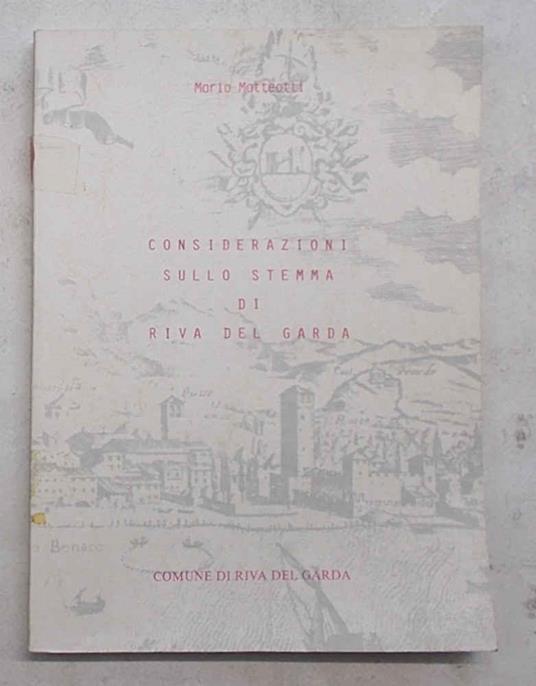 Mario Matteotti
CONSIDERAZIONI
SULLO STEMMA
DI
RIVA DEL GARDA
Bonaco
COMUNE DI RIVA DEL GARDA